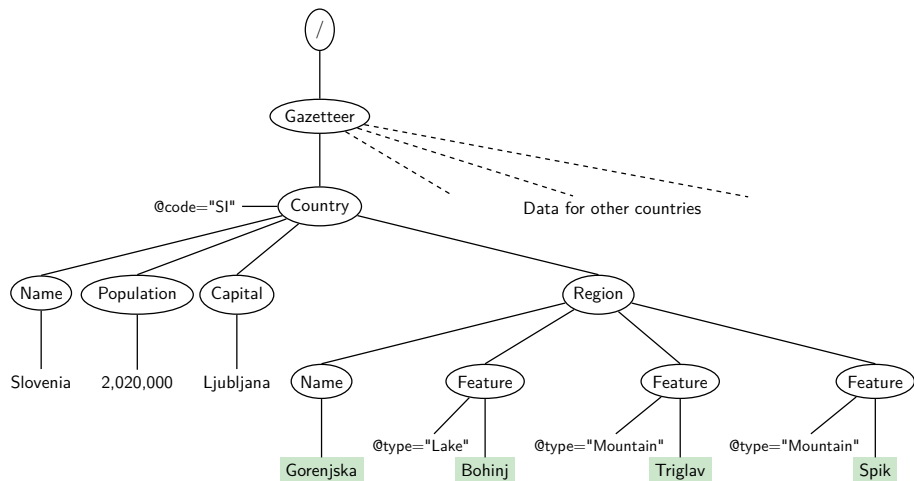 /
Gazetteer
@code="SI" Country
Data for other countries
Name Population Capital Region
Slovenia 2,020,000 Ljubljana Name Feature Feature Feature
@type="Lake" @type="Mountain" @type="Mountain"
Gorenjska Bohinj Triglav Spik